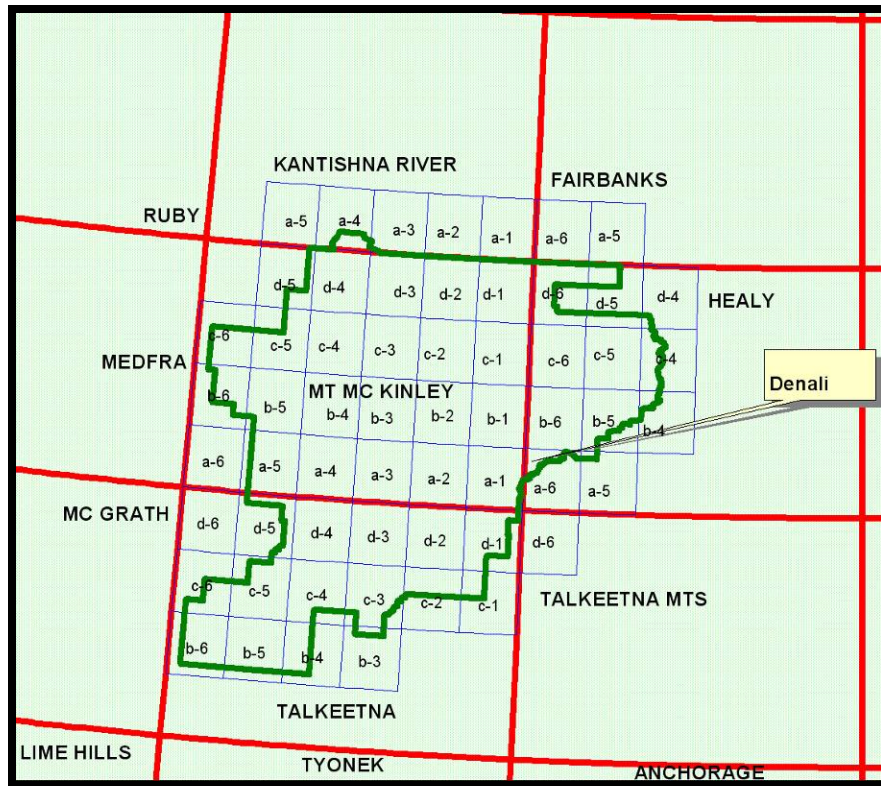 KANTISHNA RIVER
FAIRBANKS
RUBY
a-5 a-4 a-3 a-2 a-1 a-6 a-5
d-5 d-4 d-3 d-2 d-1 d-6 d-5 d-4
HEALY
c-6 c-5 c-4 c-3 c-2 c-1 c-6 c-5 c-4
MEDFRA
Denali
MT MC KINLEY
b-6 b-5 b-4 b-3 b-2 b-1 b-6 b-5 b-4
a-6 a-5 a-4 a-3 a-2 a-1 a-6 a-5
MC GRATH
d-6 d-5 d-4 d-3 d-2 d-1 d-6
c-6 c-5 c-4 c-3 c-2 c-1
TALKEETNA MTS
b-6 b-5 b-4 b-3
TALKEETNA
LIME HILLS
TYONEK
ANCHORAGE